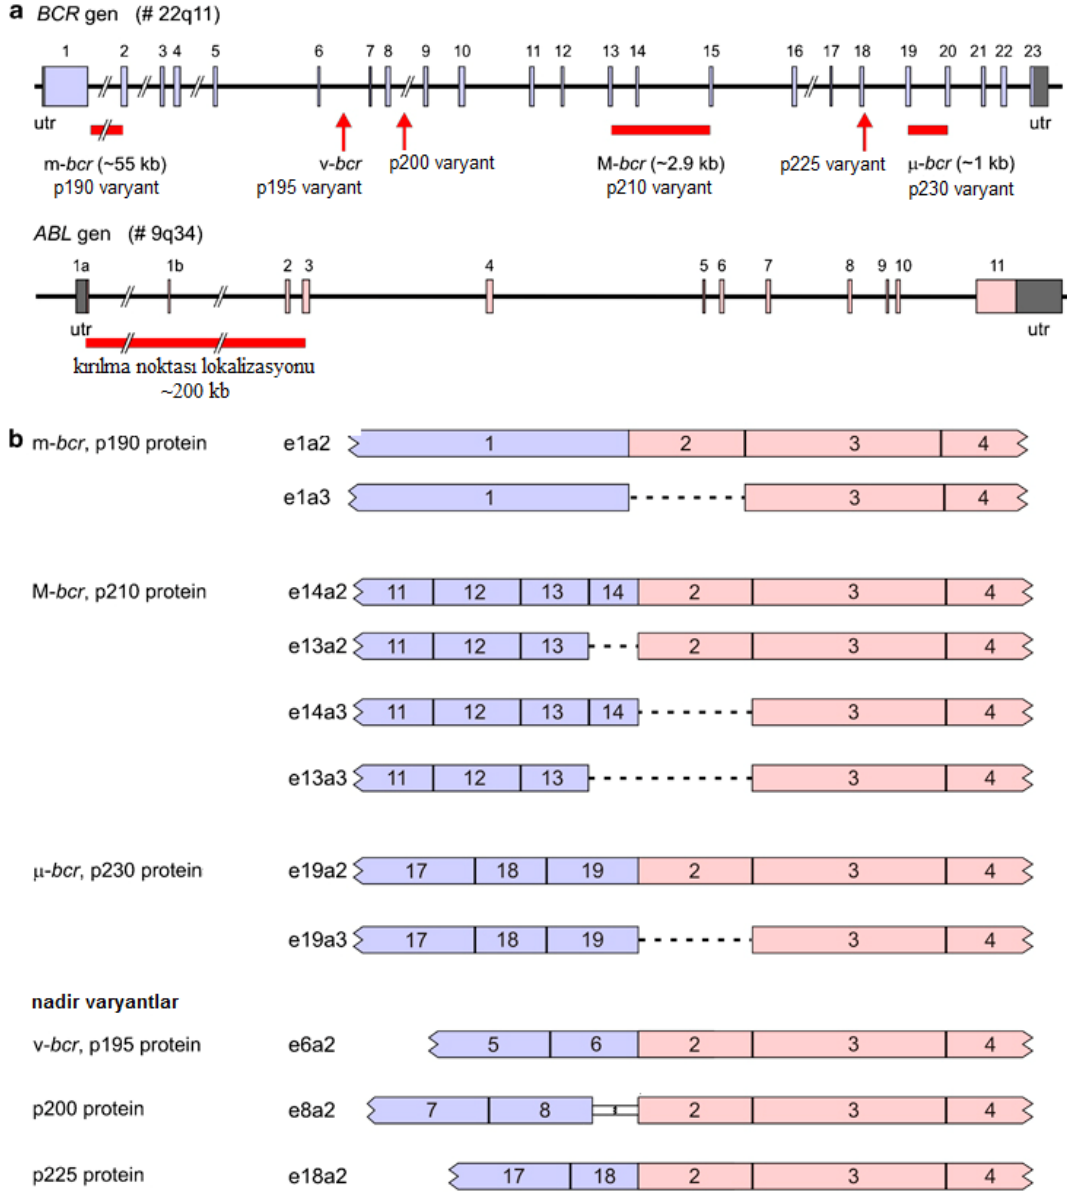 a BCR gen (# 22q11)
1 2 3 4 5 6 7 8 9 10 11 12 13 14 15 16 17 18 19 20 21 22 23
utr utr
m-bcr (~55 kb) v-bcr p200 varyant M-bcr (~2.9 kb) p225 varyant µ-bcr (~1 kb)
p190 varyant p195 varyant p210 varyant p230 varyant
ABL gen (# 9q34)
1a 1b 2 3 4 5 6 7 8 9 10 11
utr utr
kırılma noktası lokalizasyonu
~200 kb
b m-bcr, p190 protein e1a2 1 2 3 4
e1a3 1 3 4
M-bcr, p210 protein e14a2 11 12 13 14 2 3 4
e13a2 11 12 13 2 3 4
e14a3 11 12 13 14 3 4
e13a3 11 12 13 3 4
µ-bcr, p230 protein e19a2 17 18 19 2 3 4
e19a3 17 18 19 3 4
nadir varyantlar
v-bcr, p195 protein e6a2 5 6 2 3 4
p200 protein e8a2 7 8 2 3 4
p225 protein e18a2 17 18 2 3 4